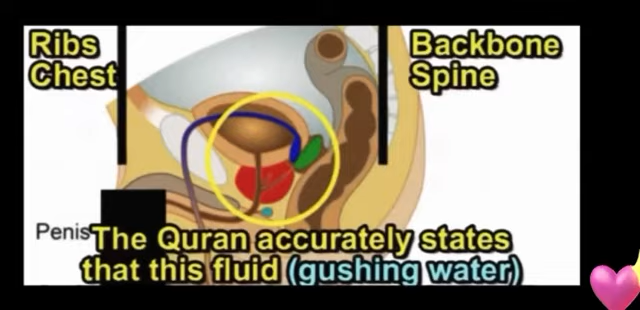 Ribs
Chest
Backbone
Spine
Penis
The Quran accurately states
that this fluid (gushing water)